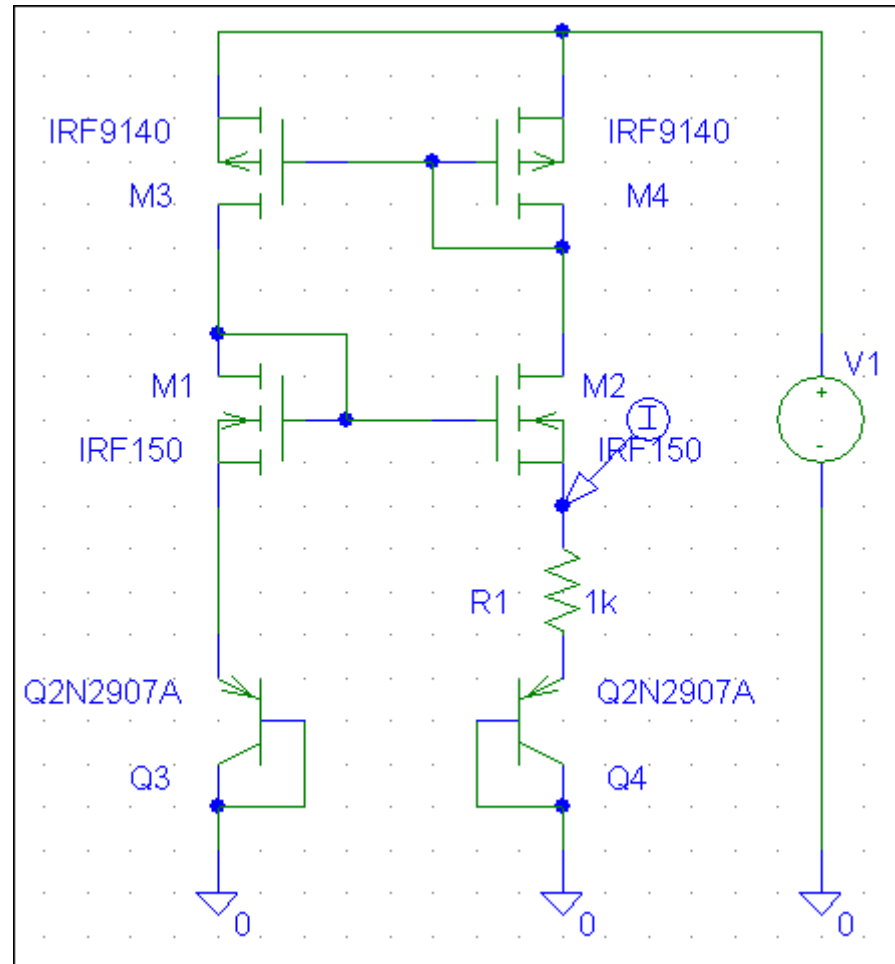 IRF9140 IRF9140
M3 M4
M1 M2 V1
I
IRF150 IRF150
+
-
R1 1k
Q2N2907A Q2N2907A
Q3 Q4
0 0 0